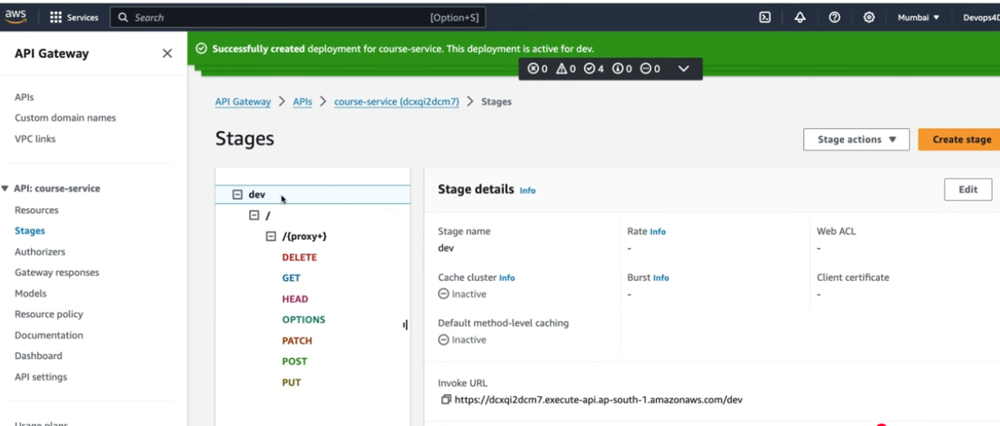 aws Services Search [Option+S] Mumbai ▼ Devops4D
API Gateway
Successfully created deployment for course-service. This deployment is active for dev.
0 0 4 0 0
APIs
Custom domain names
VPC links
API: course-service
Resources
Stages
Authorizers
Gateway responses
Models
Resource policy
Documentation
Dashboard
API settings
Usage plans
API Gateway > APIs > course-service (dcxqi2dcm7) > Stages
Stages
Stage actions ▼ Create stage
dev
/
/{proxy+}
DELETE
GET
HEAD
OPTIONS
PATCH
POST
PUT
Stage details Info
Edit
Stage name
dev
Rate Info
-
Web ACL
-
Cache cluster Info
Inactive
Burst Info
-
Client certificate
-
Default method-level caching
Inactive
Invoke URL
https://dcxqi2dcm7.execute-api.ap-south-1.amazonaws.com/dev